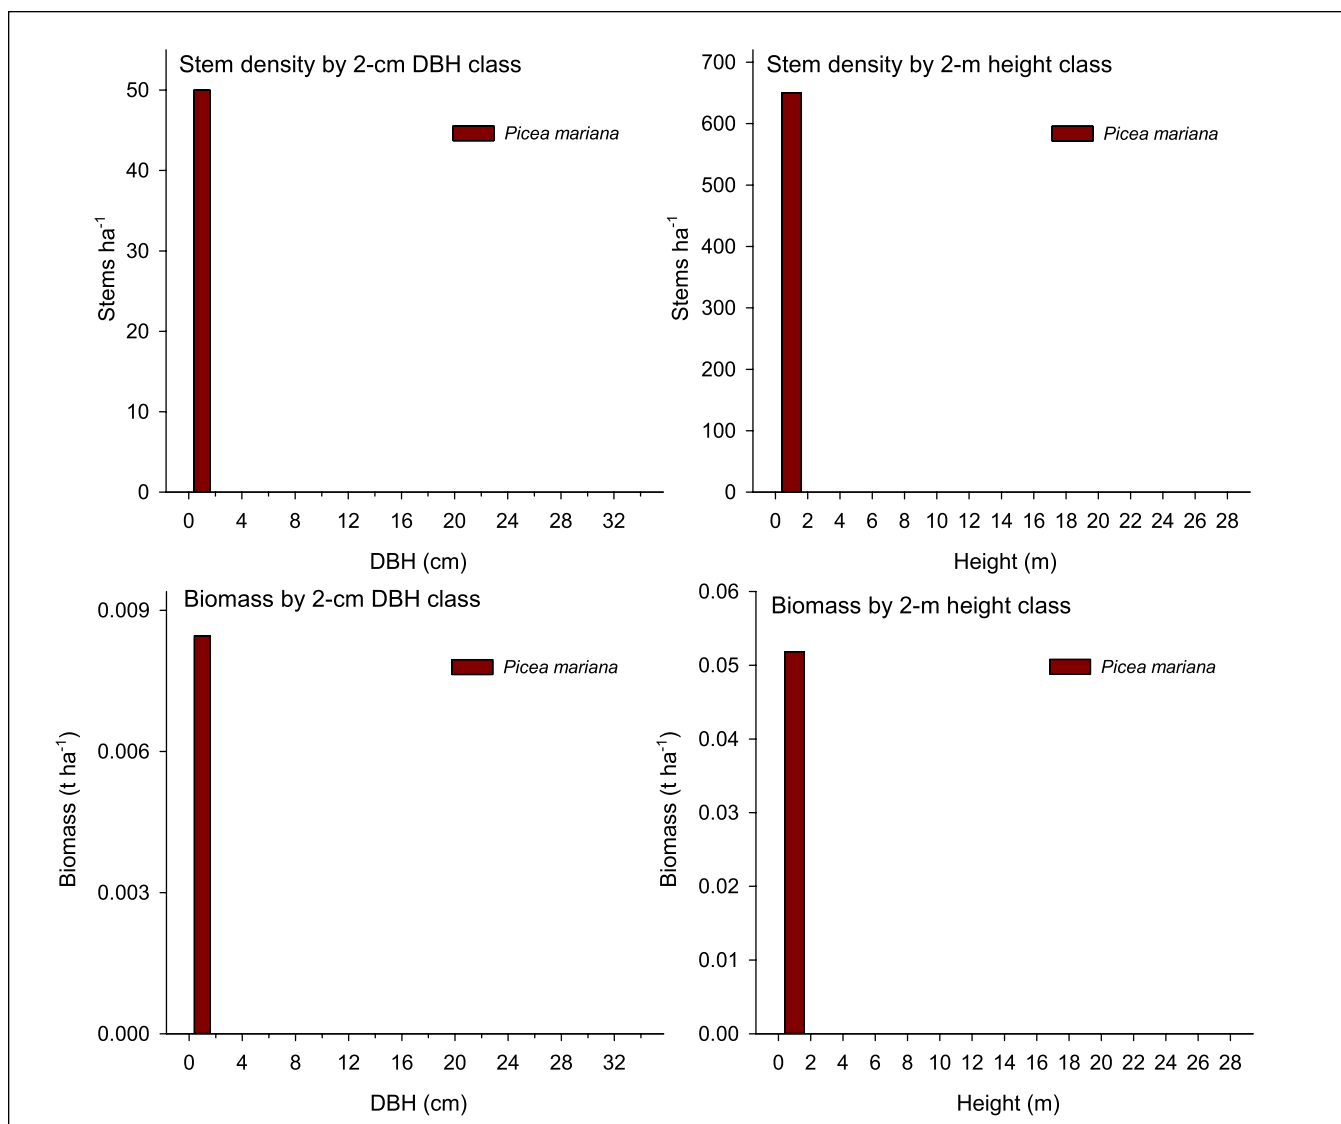 Stem density by 2-cm DBH class
Picea mariana
Stems ha-1
50
40
30
20
10
0
0 4 8 12 16 20 24 28 32
DBH (cm)
Stem density by 2-m height class
Picea mariana
Stems ha-1
700
600
500
400
300
200
100
0
0 2 4 6 8 10 12 14 16 18 20 22 24 26 28
Height (m)
Biomass by 2-cm DBH class
Picea mariana
Biomass (t ha-1)
0.009
0.006
0.003
0.000
0 4 8 12 16 20 24 28 32
DBH (cm)
Biomass by 2-m height class
Picea mariana
Biomass (t ha-1)
0.06
0.05
0.04
0.03
0.02
0.01
0.00
0 2 4 6 8 10 12 14 16 18 20 22 24 26 28
Height (m)